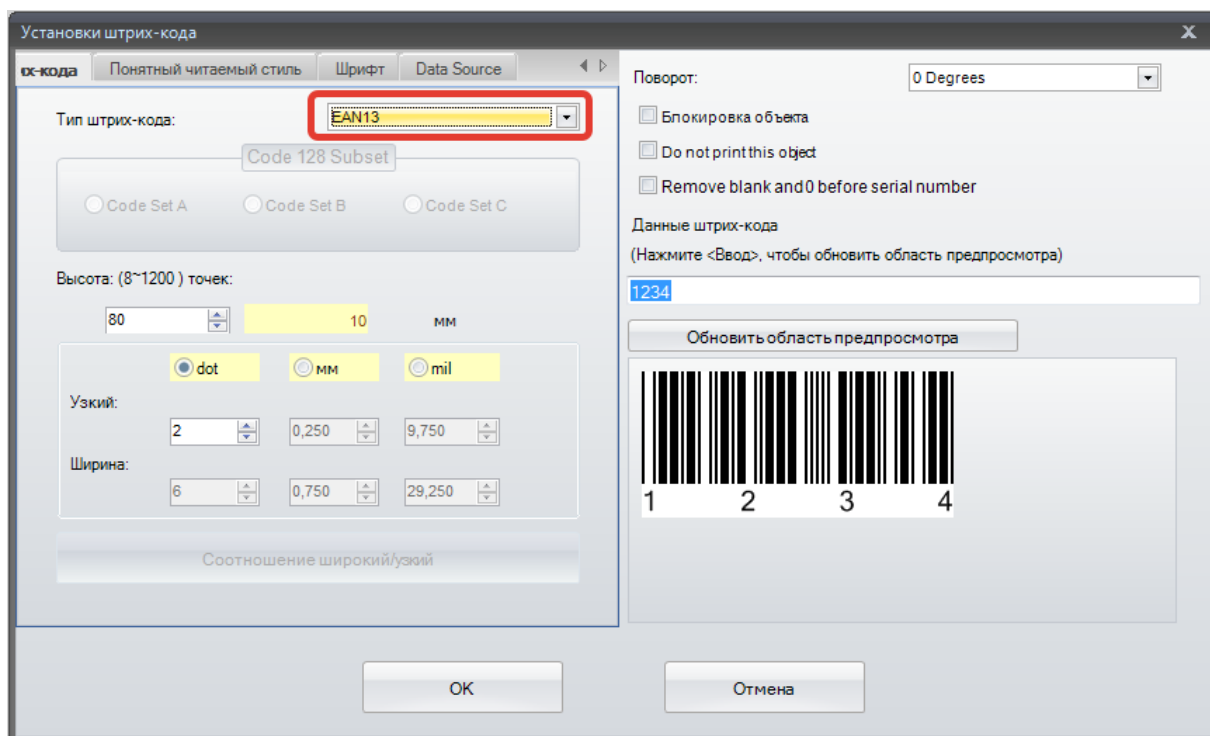 Установки штрих-кода
х-кода Понятный читаемый стиль Шрифт Data Source
Тип штрих-кода: EAN13
Code 128 Subset
Code Set A Code Set B Code Set C
Высота: (8~1200 ) точек:
80 10 мм
dot мм mil
Узкий:
2 0,250 9,750
Ширина:
6 0,750 29,250
Соотношение широкий/узкий
Поворот: 0 Degrees
Блокировка объекта
Do not print this object
Remove blank and 0 before serial number
Данные штрих-кода
(Нажмите <Ввод>, чтобы обновить область предпросмотра)
1234
Обновить область предпросмотра
1 2 3 4
OK Отмена